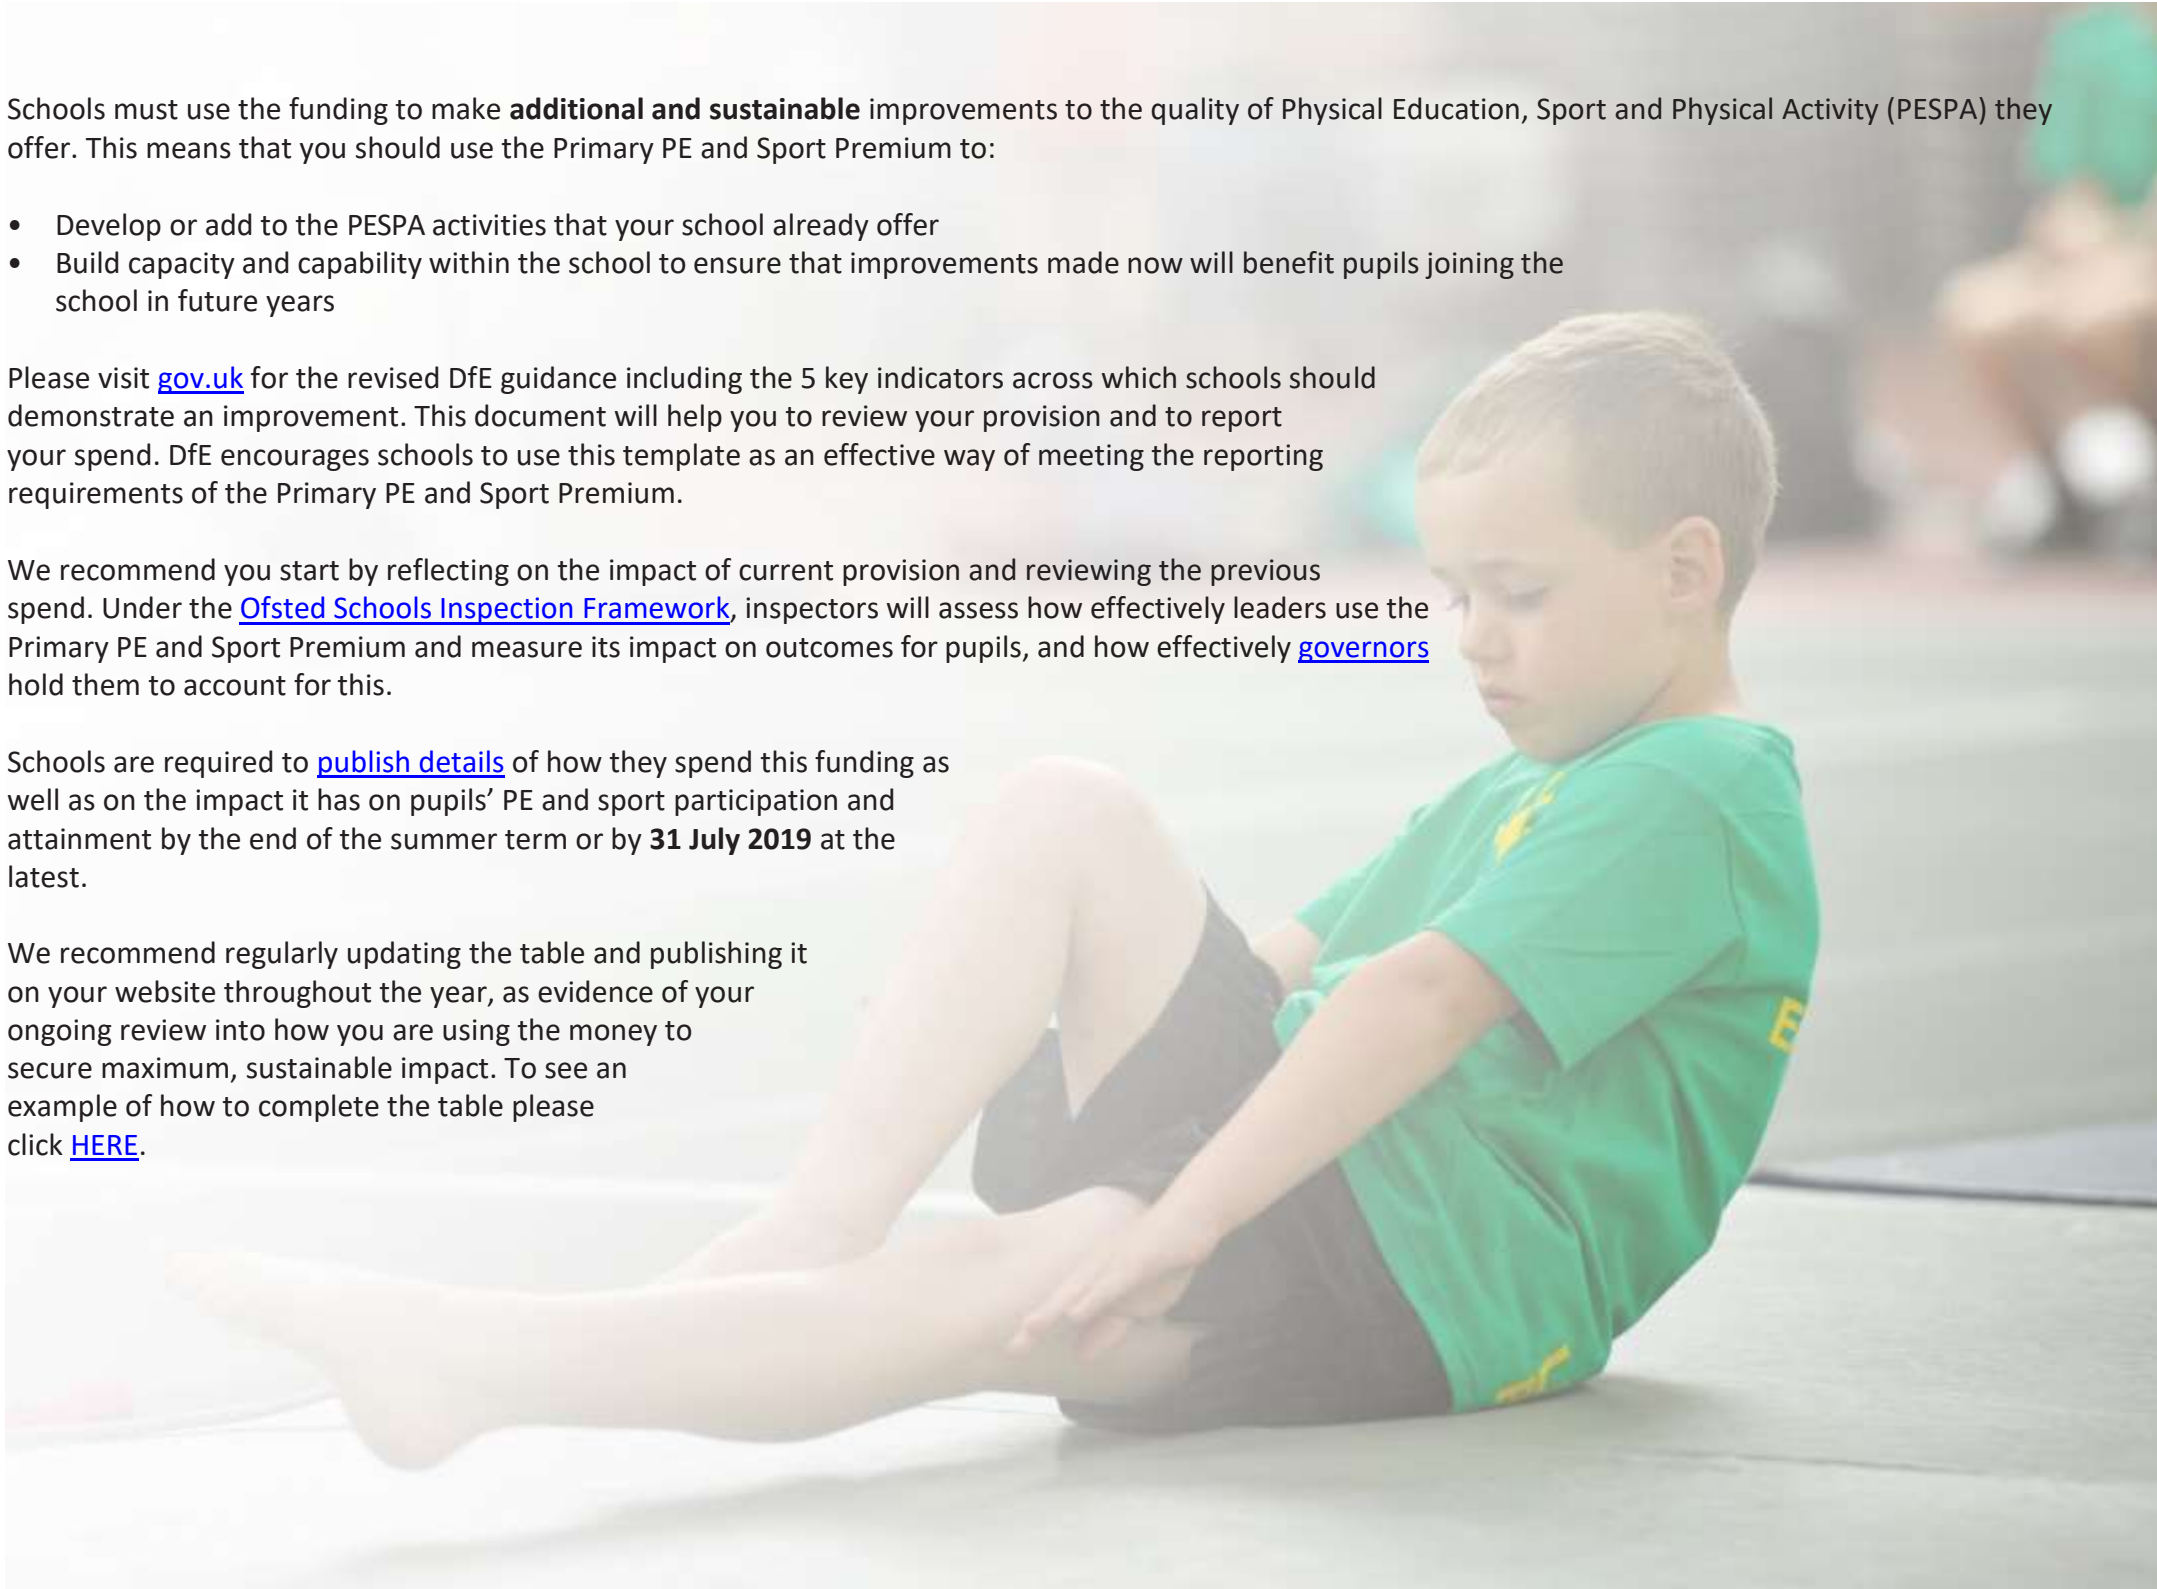 Schools must use the funding to make additional and sustainable improvements to the quality of Physical Education, Sport and Physical Activity (PESPA) they
offer. This means that you should use the Primary PE and Sport Premium to:
• Develop or add to the PESPA activities that your school already offer
• Build capacity and capability within the school to ensure that improvements made now will benefit pupils joining the
school in future years
Please visit gov.uk for the revised DfE guidance including the 5 key indicators across which schools should
demonstrate an improvement. This document will help you to review your provision and to report
your spend. DfE encourages schools to use this template as an effective way of meeting the reporting
requirements of the Primary PE and Sport Premium.
We recommend you start by reflecting on the impact of current provision and reviewing the previous
spend. Under the Ofsted Schools Inspection Framework, inspectors will assess how effectively leaders use the
Primary PE and Sport Premium and measure its impact on outcomes for pupils, and how effectively governors
hold them to account for this.
Schools are required to publish details of how they spend this funding as
well as on the impact it has on pupils’ PE and sport participation and
attainment by the end of the summer term or by 31 July 2019 at the
latest.
We recommend regularly updating the table and publishing it
on your website throughout the year, as evidence of your
ongoing review into how you are using the money to
secure maximum, sustainable impact. To see an
example of how to complete the table please
click HERE.